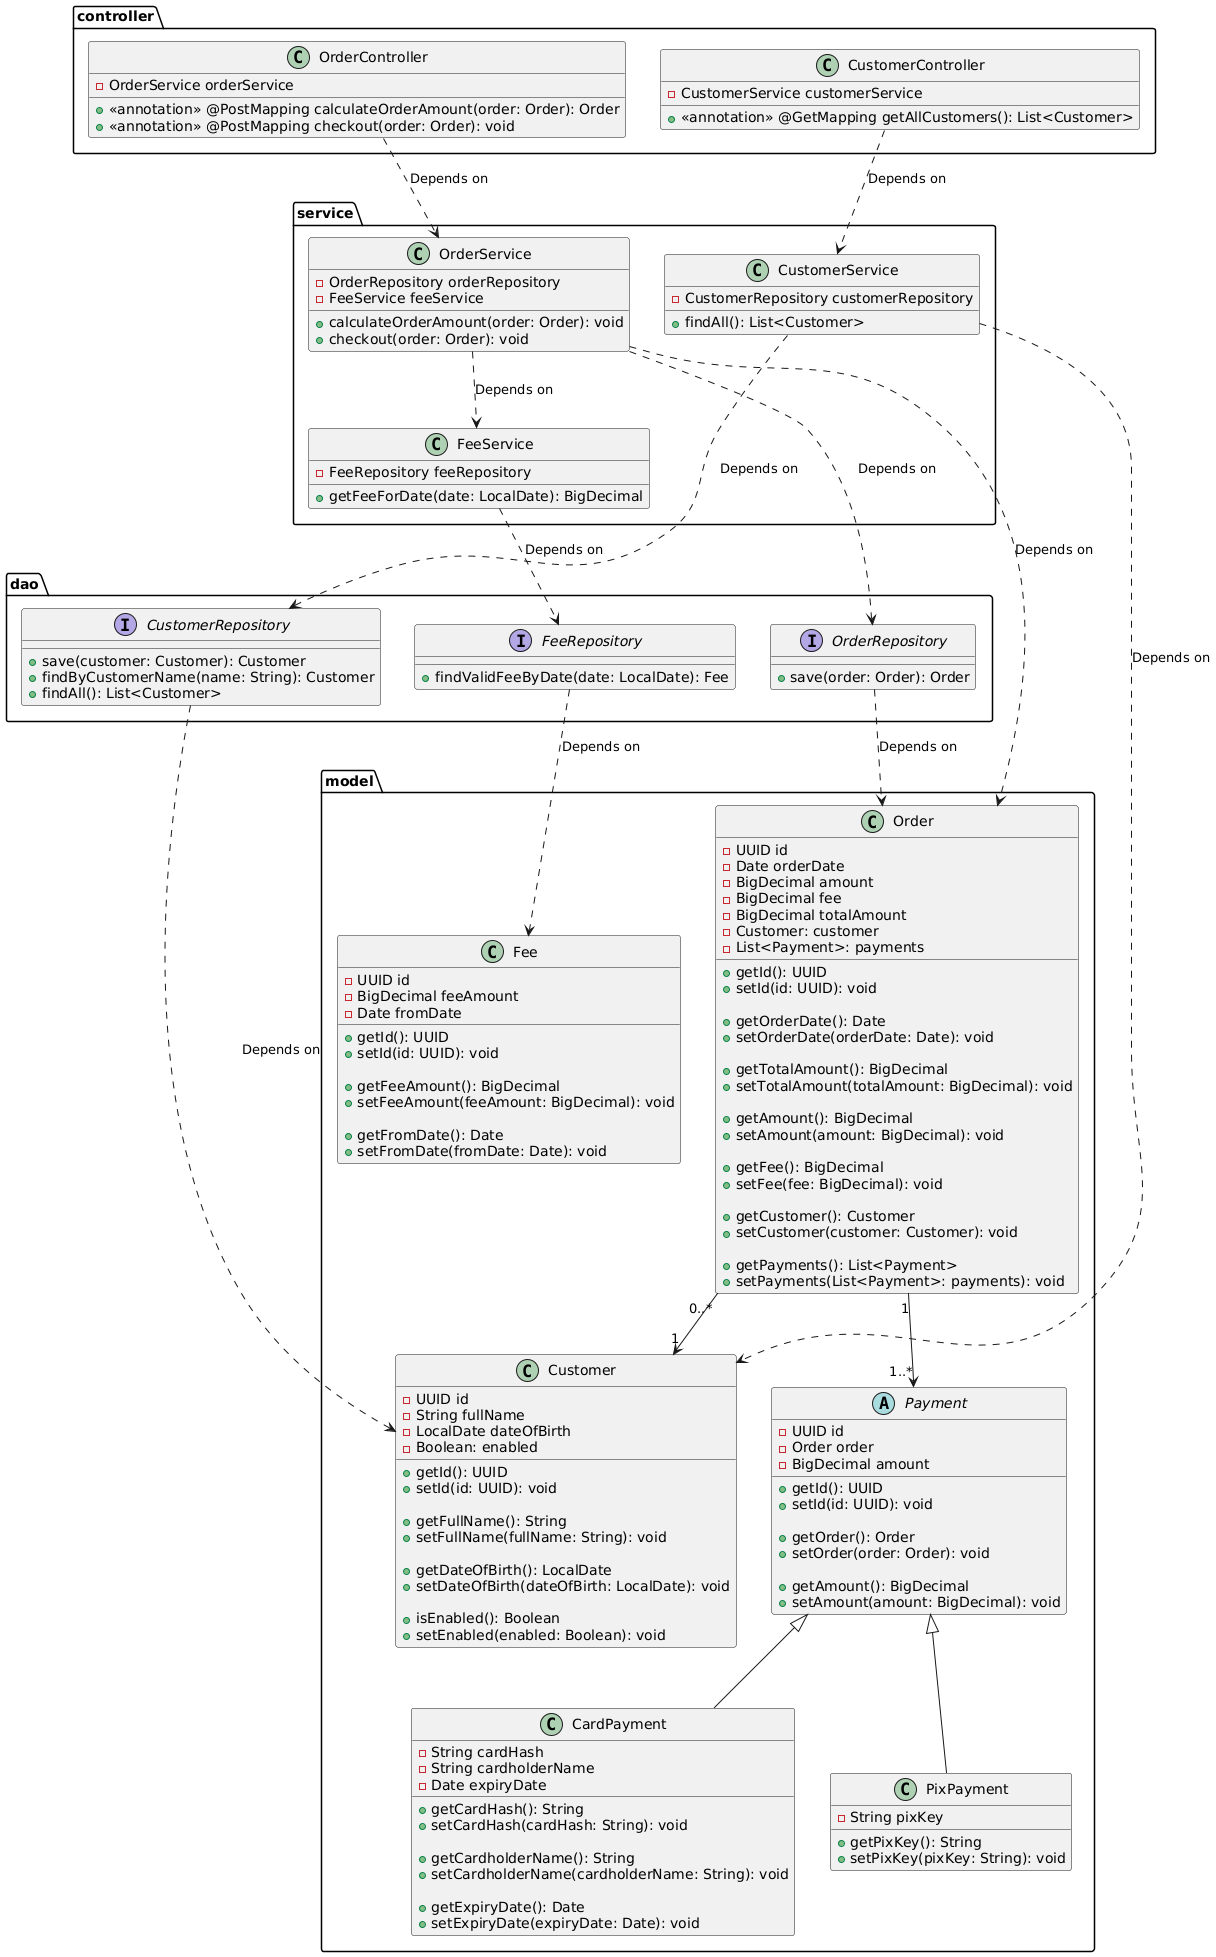 controller
C OrderController
OrderService orderService
«annotation» @PostMapping calculateOrderAmount(order: Order): Order
«annotation» @PostMapping checkout(order: Order): void
C CustomerController
CustomerService customerService
«annotation» @GetMapping getAllCustomers(): List<Customer>
Depends on
Depends on
service
C OrderService
OrderRepository orderRepository
FeeService feeService
calculateOrderAmount(order: Order): void
checkout(order: Order): void
C CustomerService
CustomerRepository customerRepository
findAll(): List<Customer>
Depends on
C FeeService
FeeRepository feeRepository
getFeeForDate(date: LocalDate): BigDecimal
Depends on
Depends on
Depends on
Depends on
Depends on
dao
I CustomerRepository
save(customer: Customer): Customer
findByCustomerName(name: String): Customer
findAll(): List<Customer>
I FeeRepository
findValidFeeByDate(date: LocalDate): Fee
I OrderRepository
save(order: Order): Order
Depends on
Depends on
Depends on
model
C Order
UUID id
Date orderDate
BigDecimal amount
BigDecimal fee
BigDecimal totalAmount
Customer: customer
List<Payment>: payments
getId(): UUID
setId(id: UUID): void
getOrderDate(): Date
setOrderDate(orderDate: Date): void
getTotalAmount(): BigDecimal
setTotalAmount(totalAmount: BigDecimal): void
getAmount(): BigDecimal
setAmount(amount: BigDecimal): void
getFee(): BigDecimal
setFee(fee: BigDecimal): void
getCustomer(): Customer
setCustomer(customer: Customer): void
getPayments(): List<Payment>
setPayments(List<Payment>: payments): void
C Fee
UUID id
BigDecimal feeAmount
Date fromDate
getId(): UUID
setId(id: UUID): void
getFeeAmount(): BigDecimal
setFeeAmount(feeAmount: BigDecimal): void
getFromDate(): Date
setFromDate(fromDate: Date): void
0..*
1
1
1..*
C Customer
UUID id
String fullName
LocalDate dateOfBirth
Boolean: enabled
getId(): UUID
setId(id: UUID): void
getFullName(): String
setFullName(fullName: String): void
getDateOfBirth(): LocalDate
setDateOfBirth(dateOfBirth: LocalDate): void
isEnabled(): Boolean
setEnabled(enabled: Boolean): void
A Payment
UUID id
Order order
BigDecimal amount
getId(): UUID
setId(id: UUID): void
getOrder(): Order
setOrder(order: Order): void
getAmount(): BigDecimal
setAmount(amount: BigDecimal): void
C CardPayment
String cardHash
String cardholderName
Date expiryDate
getCardHash(): String
setCardHash(cardHash: String): void
getCardholderName(): String
setCardholderName(cardholderName: String): void
getExpiryDate(): Date
setExpiryDate(expiryDate: Date): void
C PixPayment
String pixKey
getPixKey(): String
setPixKey(pixKey: String): void